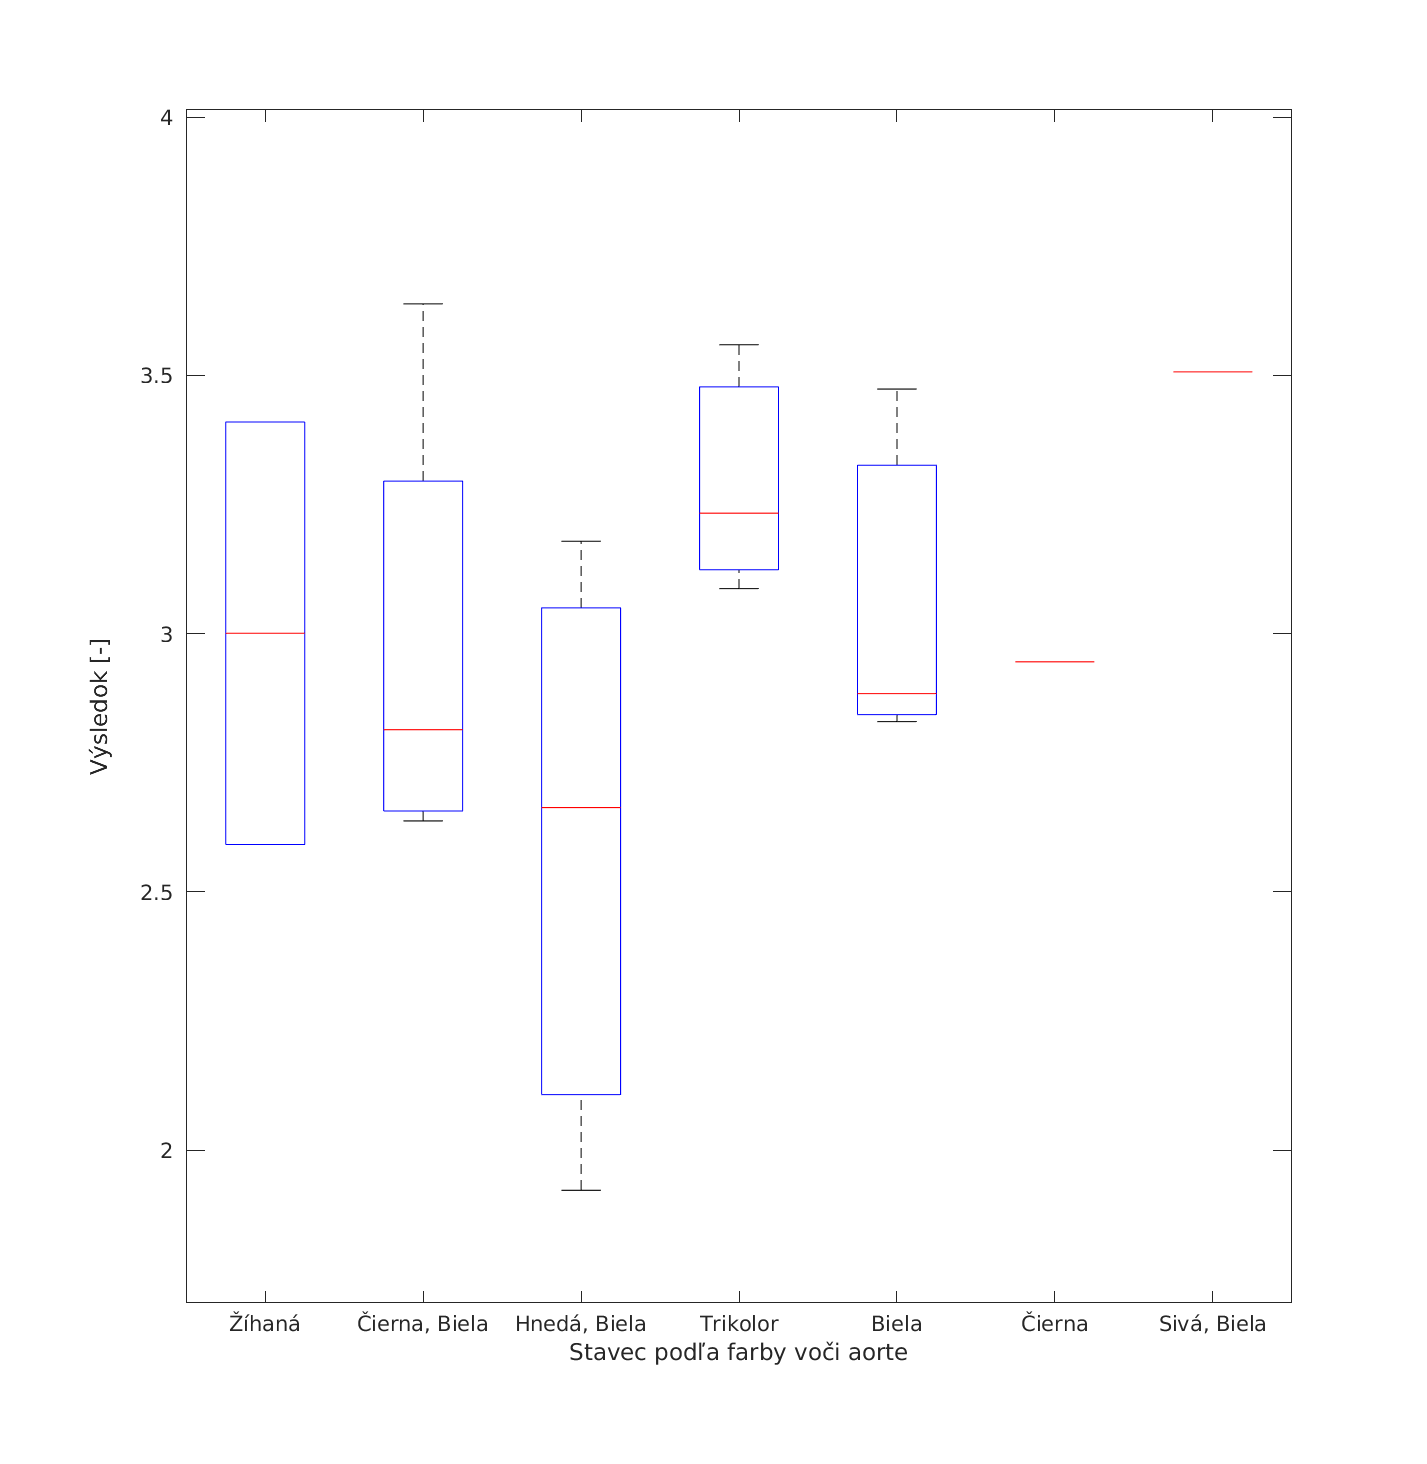 4
3.5
3
2.5
2
Výsledok [-]
Žíhaná Čierna, Biela Hnedá, Biela Trikolor Biela Čierna Sivá, Biela
Stavec podľa farby voči aorte